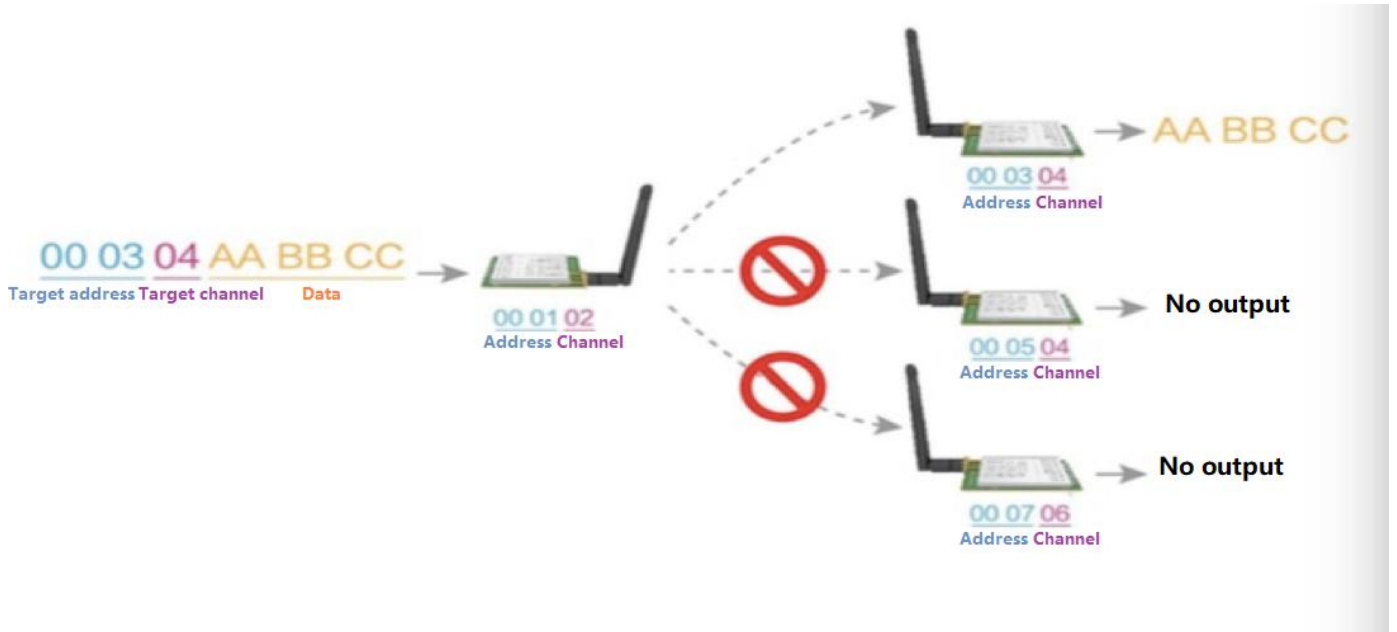 00 03 04 AA BB CC
Target address Target channel Data
00 01 02
Address Channel
AA BB CC
00 03 04
Address Channel
No output
00 05 04
Address Channel
No output
00 07 06
Address Channel